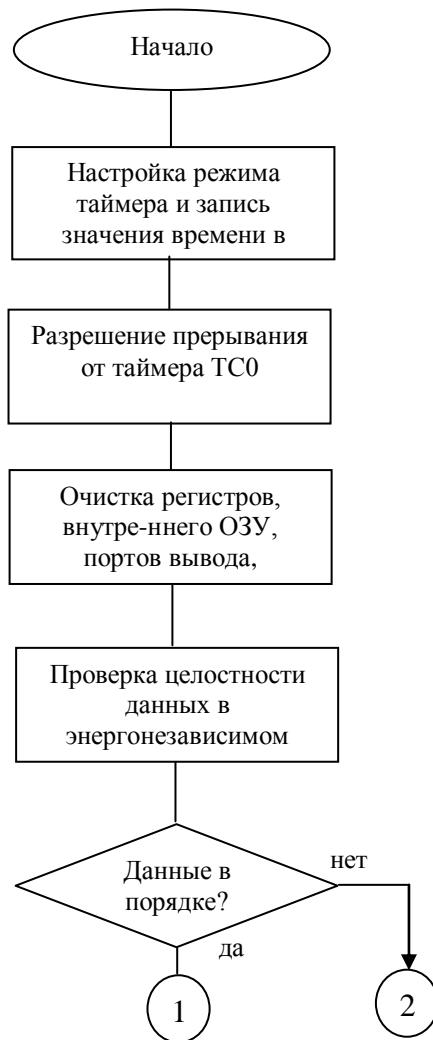 Начало
Настройка режима
таймера и запись
значения времени в
Разрешение прерывания
от таймера ТС0
Очистка регистров,
внутре-ннего ОЗУ,
портов вывода,
Проверка целостности
данных в
энергонезависимом
Данные в
порядке?
нет
да
1
2